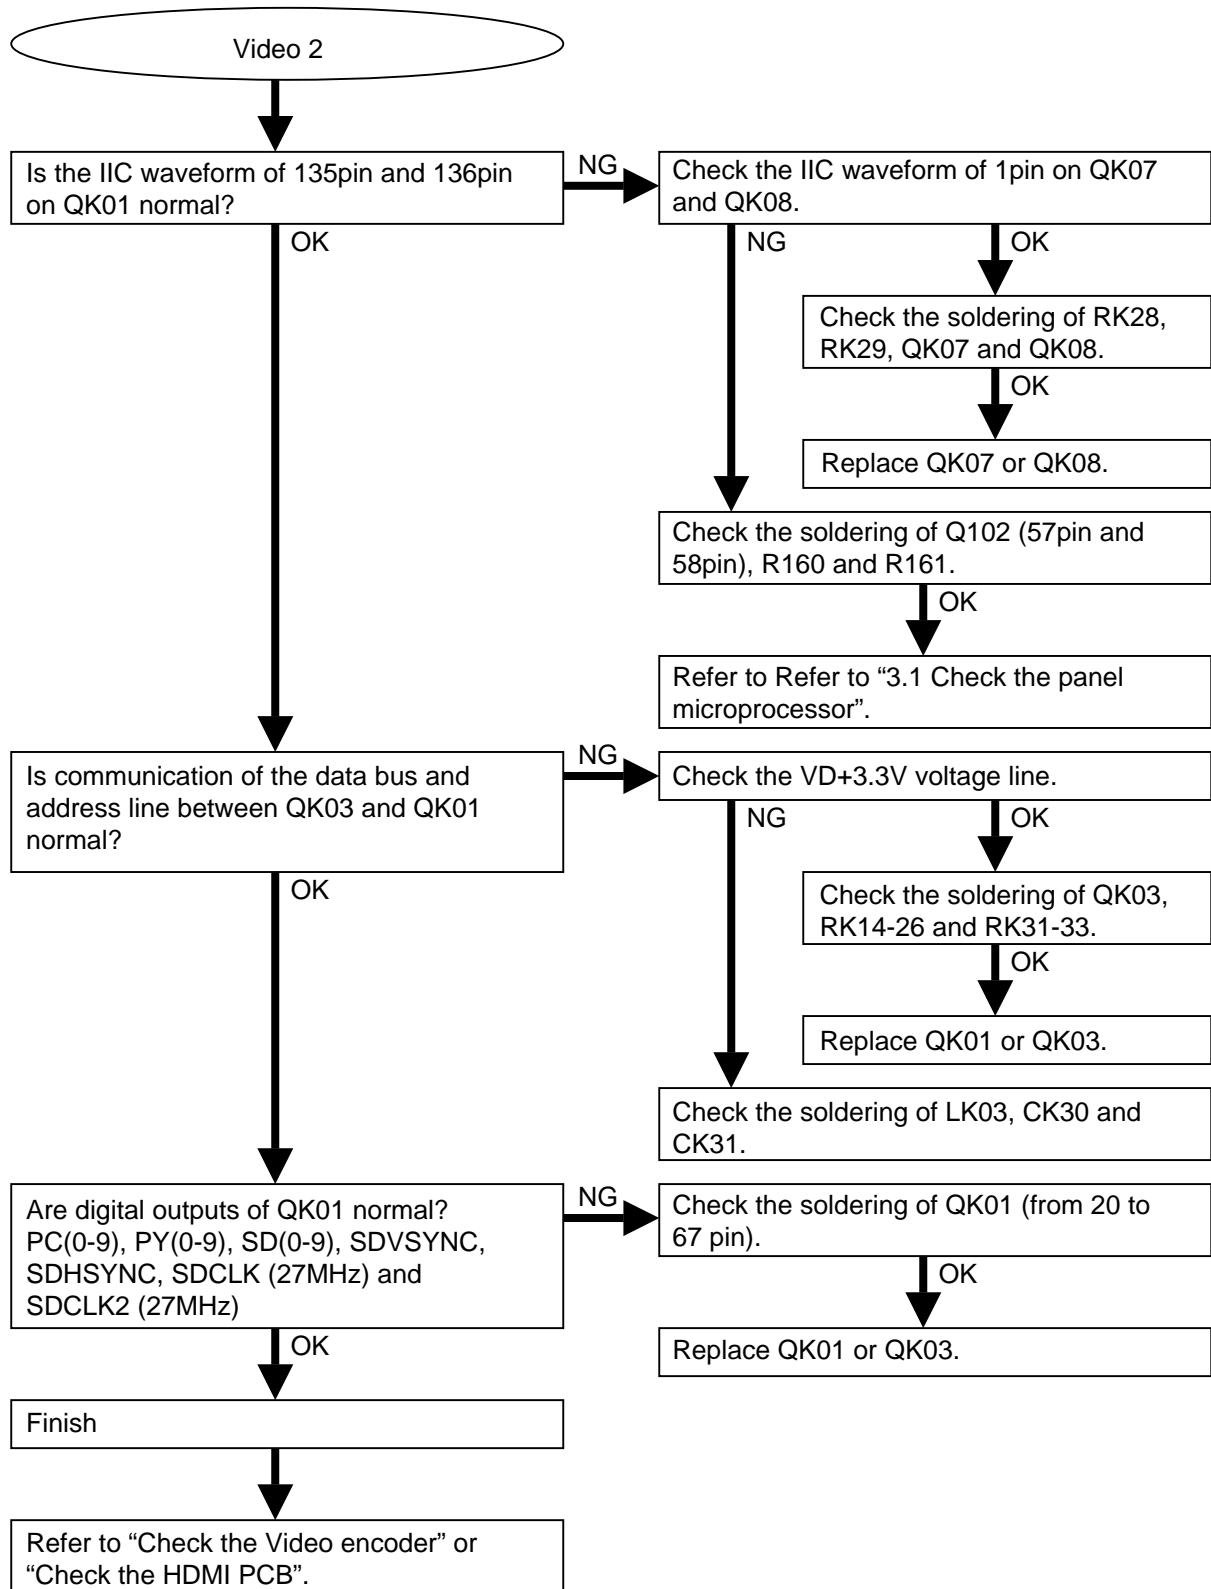 Video 2
Is the IIC waveform of 135pin and 136pin
on QK01 normal?
NG
Check the IIC waveform of 1pin on QK07
and QK08.
OK
NG
OK
Check the soldering of RK28,
RK29, QK07 and QK08.
OK
Replace QK07 or QK08.
Check the soldering of Q102 (57pin and
58pin), R160 and R161.
OK
Refer to Refer to “3.1 Check the panel
microprocessor”.
Is communication of the data bus and
address line between QK03 and QK01
normal?
NG
Check the VD+3.3V voltage line.
OK
NG
OK
Check the soldering of QK03,
RK14-26 and RK31-33.
OK
Replace QK01 or QK03.
Check the soldering of LK03, CK30 and
CK31.
Are digital outputs of QK01 normal?
PC(0-9), PY(0-9), SD(0-9), SDVSYNC,
SDHSYNC, SDCLK (27MHz) and
SDCLK2 (27MHz)
NG
Check the soldering of QK01 (from 20 to
67 pin).
OK
OK
Replace QK01 or QK03.
Finish
Refer to “Check the Video encoder” or
“Check the HDMI PCB”.